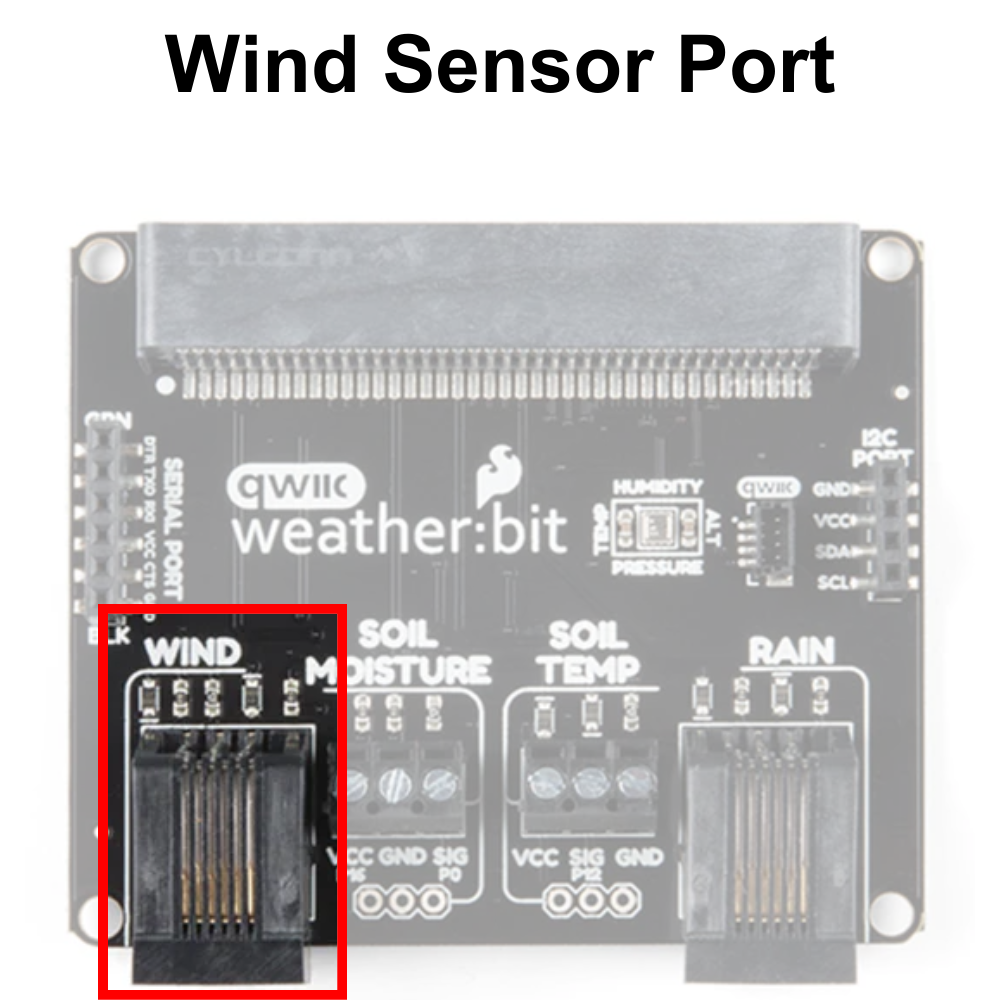 Wind Sensor Port
CYLCONN
GRN
DTR TXO RXI VCC CTS GND
SERIAL PORT
BLK
qwiic
weather:bit
HUMIDITY
TEMP
ALT
PRESSURE
qwiic
I2C
PORT
GND
VCC
SDA
SCL
WIND
SOIL
MOISTURE
SOIL
TEMP
RAIN
VCC GND SIG
P16 P0
VCC SIG GND
P12